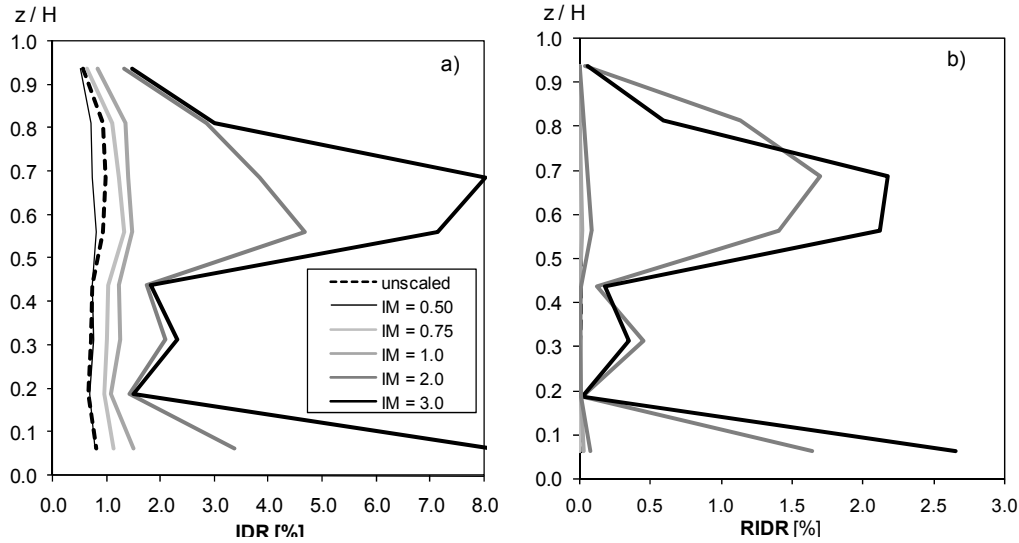 z / H
1.0
0.9
0.8
0.7
0.6
0.5
0.4
0.3
0.2
0.1
0.0
a)
unscaled
IM = 0.50
IM = 0.75
IM = 1.0
IM = 2.0
IM = 3.0
0.0 1.0 2.0 3.0 4.0 5.0 6.0 7.0 8.0
IDR [%]
z / H
1.0
0.9
0.8
0.7
0.6
0.5
0.4
0.3
0.2
0.1
0.0
b)
0.0 0.5 1.0 1.5 2.0 2.5 3.0
RIDR [%]